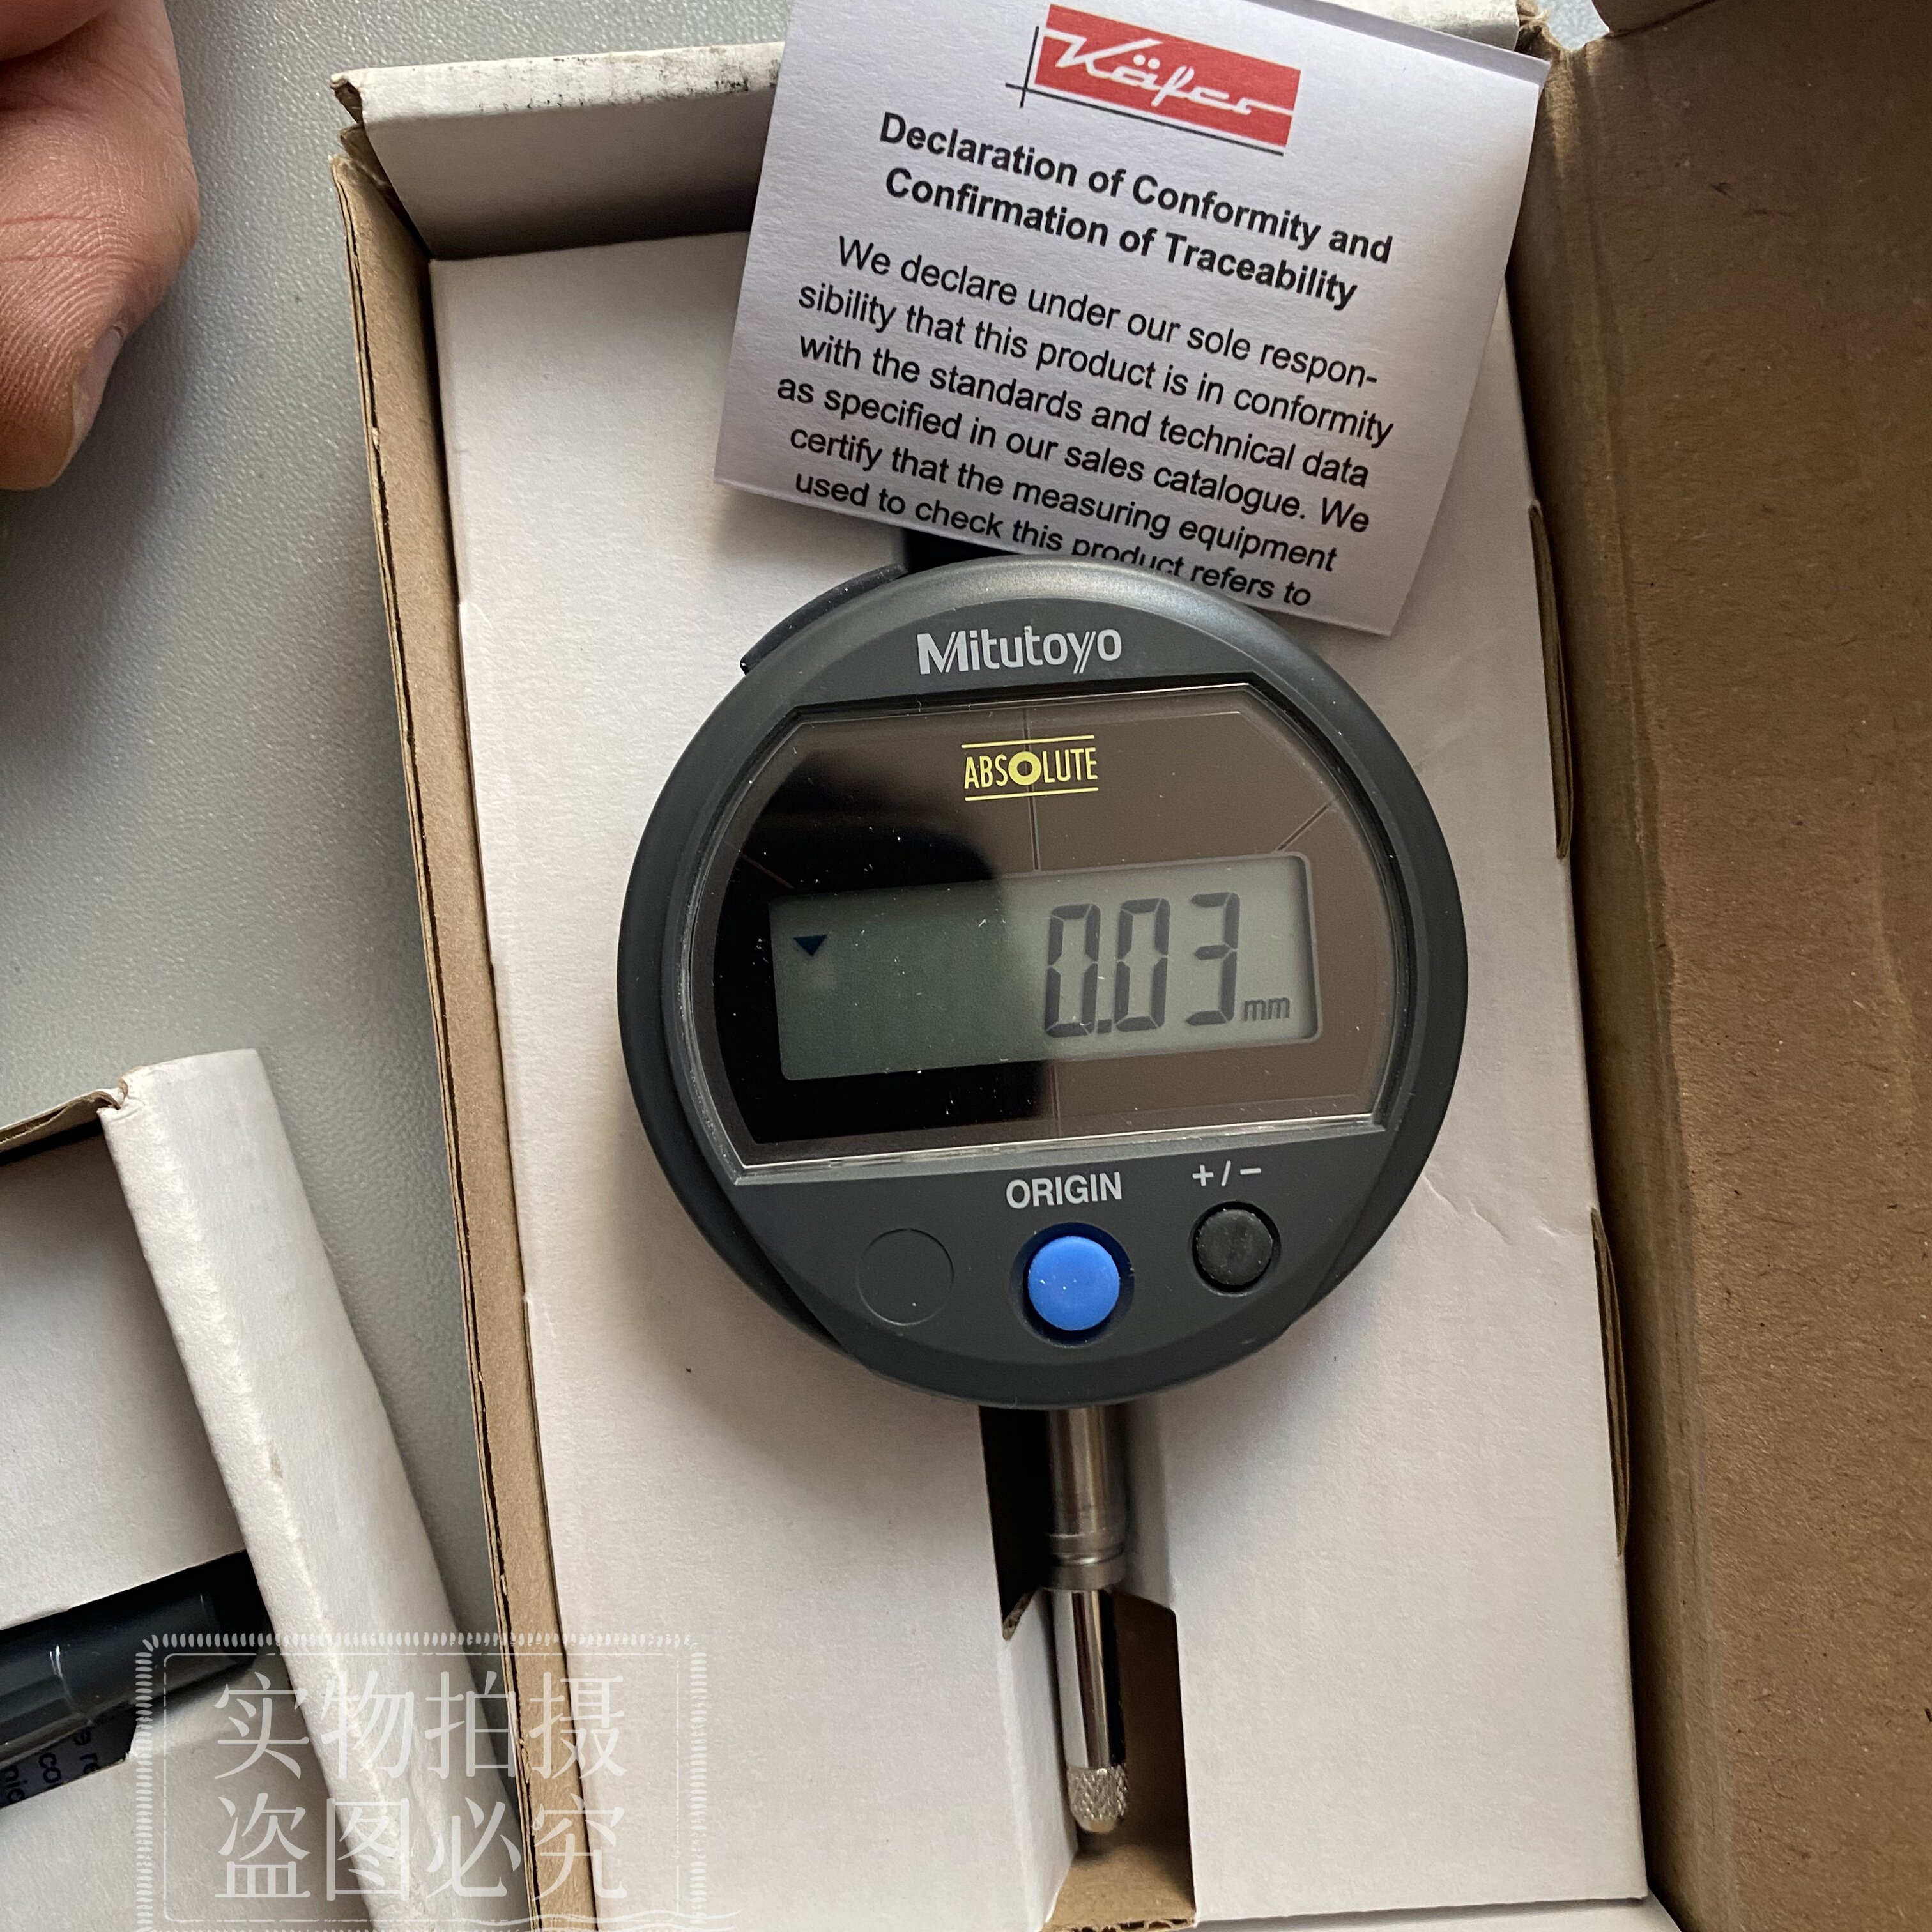 Käfer
Declaration of Conformity and
Confirmation of Traceability
We declare under our sole respon-
sibility that this product is in conformity
with the standards and technical data
as specified in our sales catalogue. We
certify that the measuring equipment
used to check this product refers to
Mitutoyo
ABSOLUTE
0.03 mm
ORIGIN
+/−
实物拍摄
盗图必究